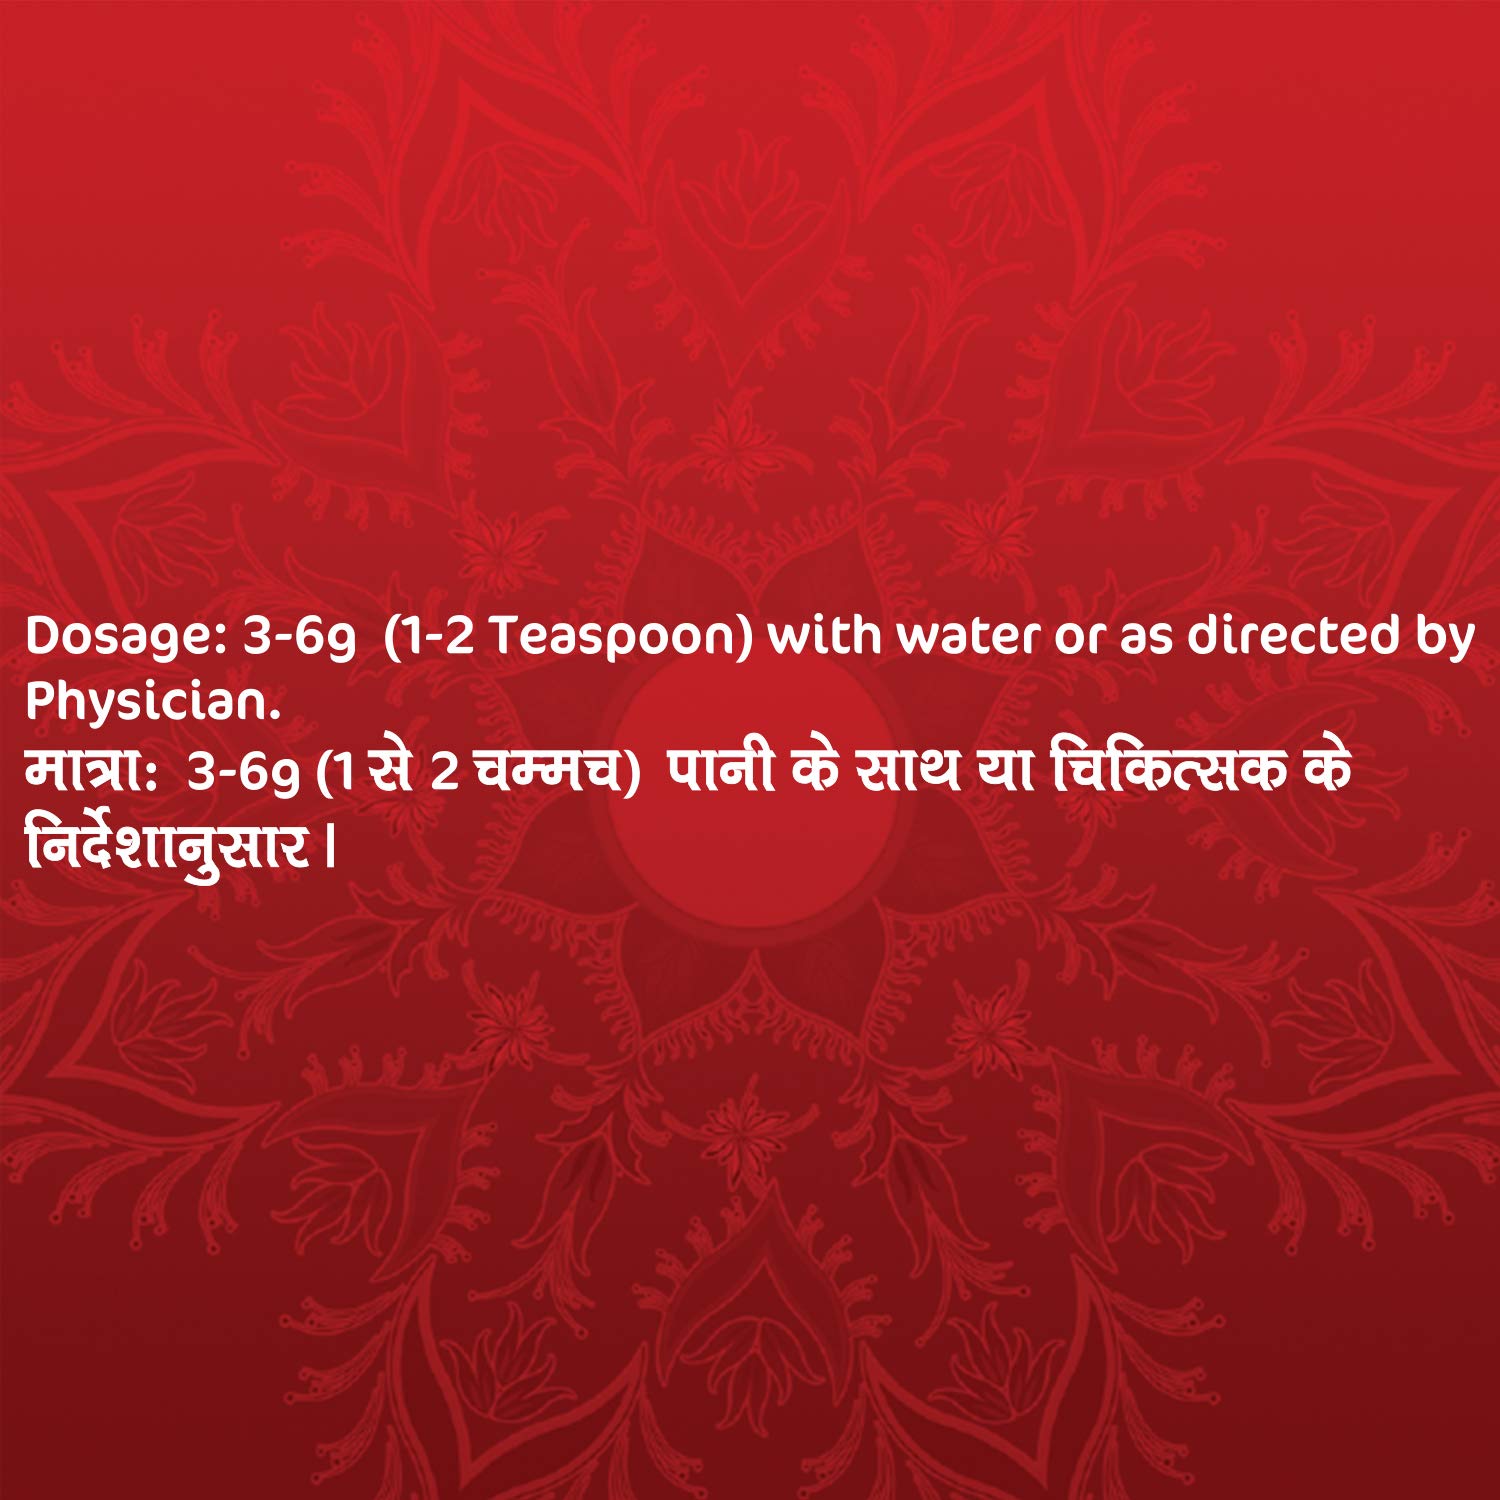 Dosage: 3-6g (1-2 Teaspoon) with water or as directed by
Physician.
मात्रा: 3-6g (1 से 2 चम्मच) पानी के साथ या चिकित्सक के
निर्देशानुसार।